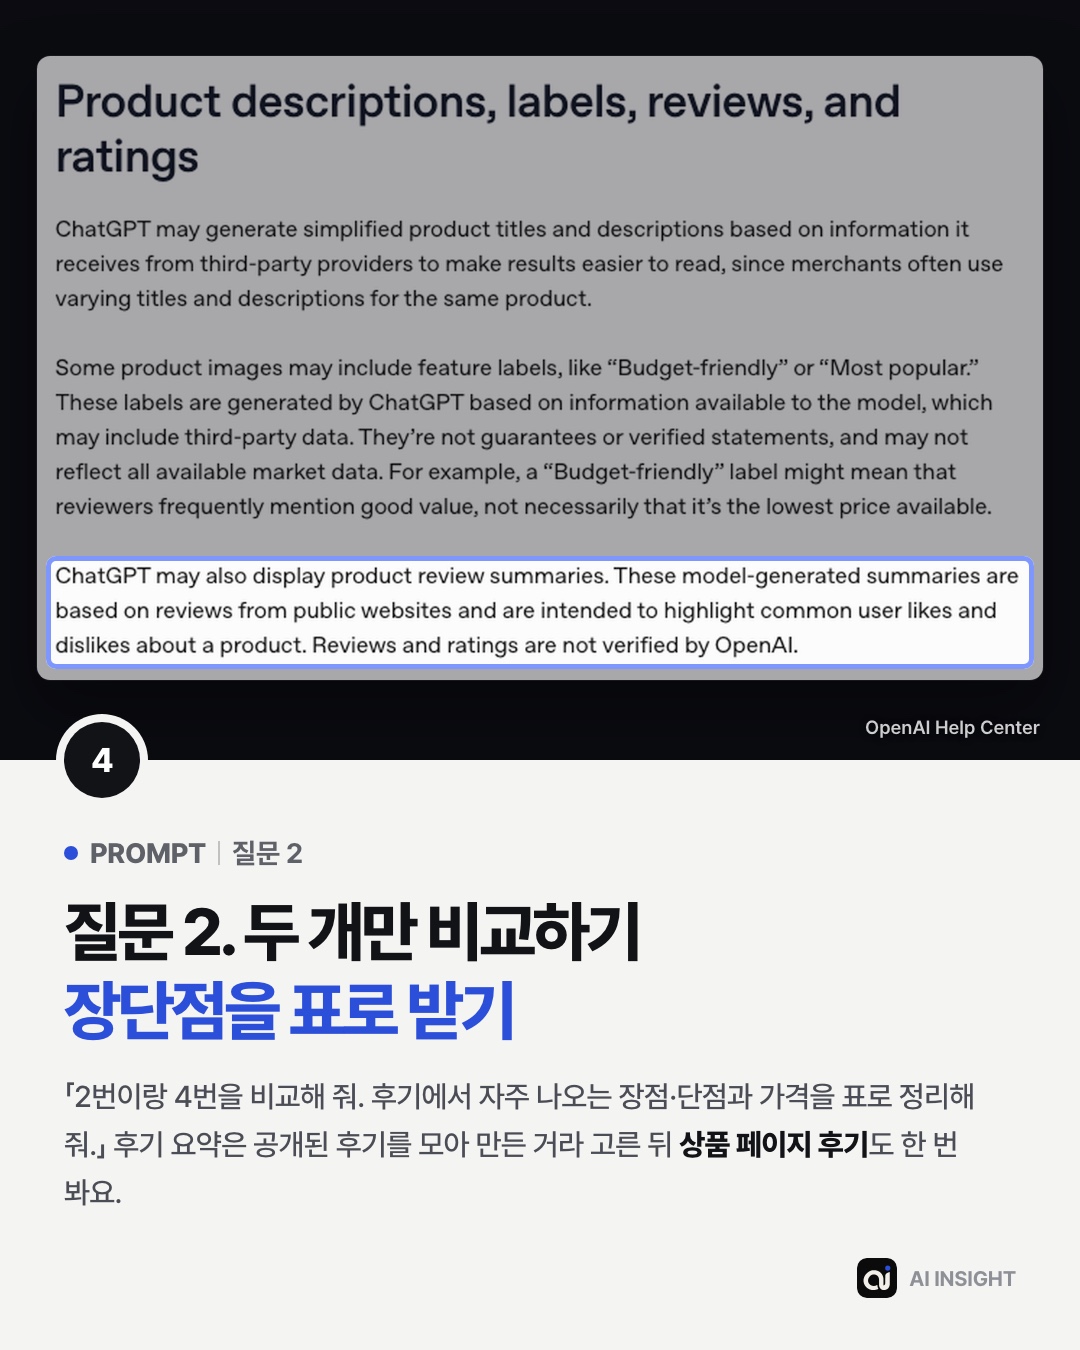 Product descriptions, labels, reviews, and
ratings
ChatGPT may generate simplified product titles and descriptions based on information it
receives from third-party providers to make results easier to read, since merchants often use
varying titles and descriptions for the same product.
Some product images may include feature labels, like “Budget-friendly” or “Most popular.”
These labels are generated by ChatGPT based on information available to the model, which
may include third-party data. They’re not guarantees or verified statements, and may not
reflect all available market data. For example, a “Budget-friendly” label might mean that
reviewers frequently mention good value, not necessarily that it’s the lowest price available.
ChatGPT may also display product review summaries. These model-generated summaries are
based on reviews from public websites and are intended to highlight common user likes and
dislikes about a product. Reviews and ratings are not verified by OpenAI.
OpenAI Help Center
4
PROMPT | 질문 2
질문 2. 두 개만 비교하기
장단점을 표로 받기
「2번이랑 4번을 비교해 줘. 후기에서 자주 나오는 장점·단점과 가격을 표로 정리해
줘.」 후기 요약은 공개된 후기를 모아 만든 거라 고른 뒤 상품 페이지 후기도 한 번
봐요.
ai AI INSIGHT